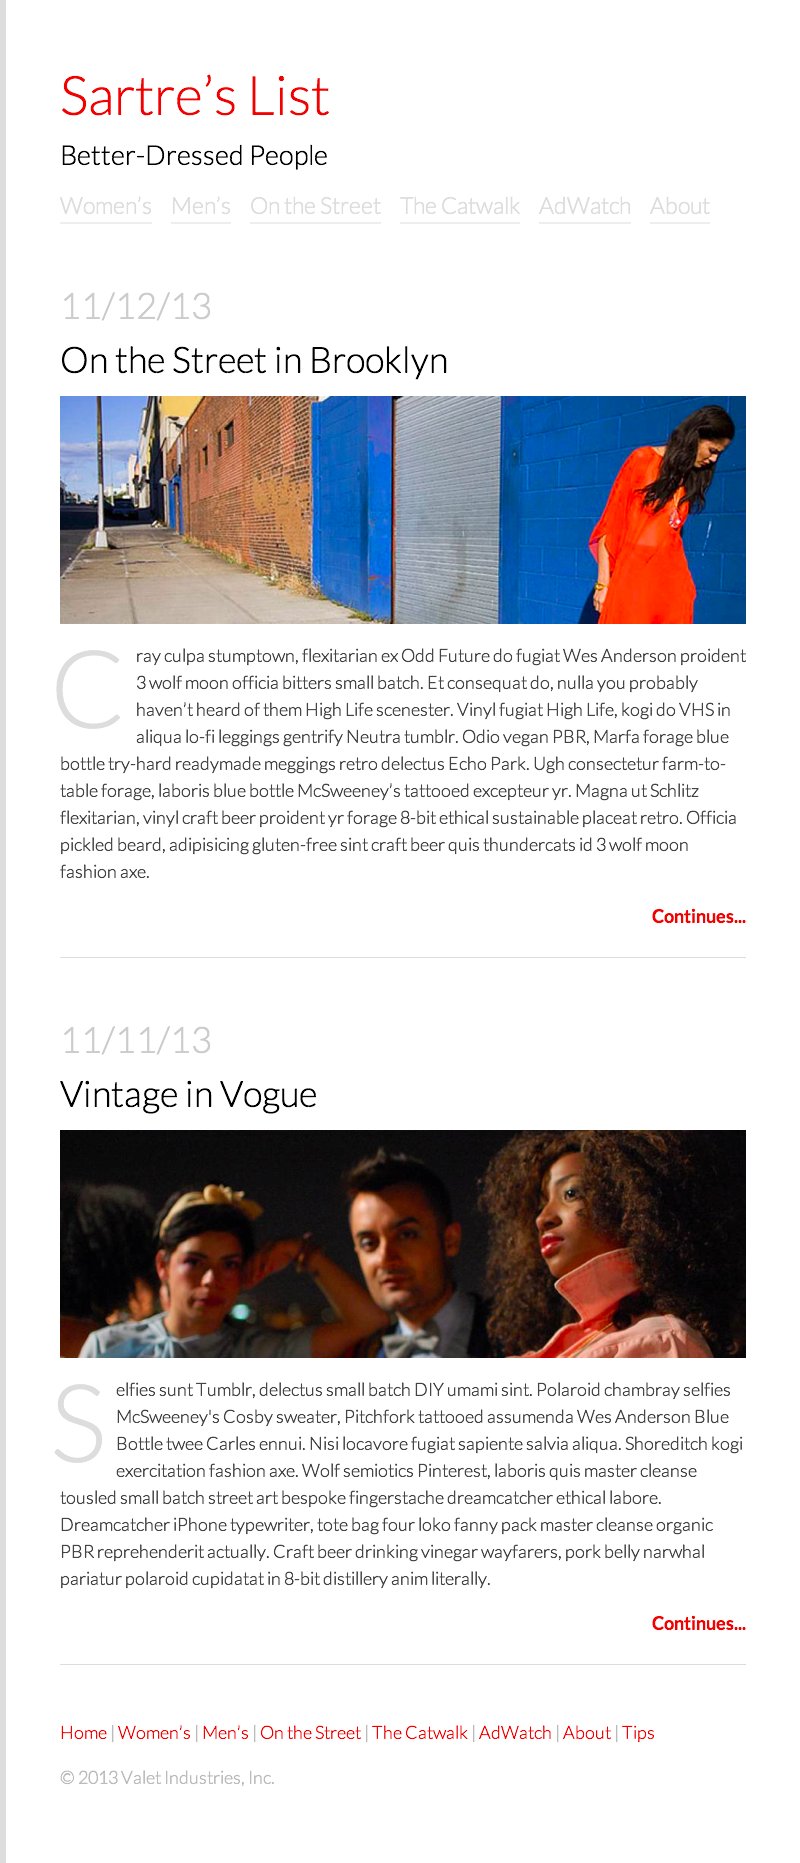 Sartre’s List
Better-Dressed People
Women’s Men’s On the Street The Catwalk AdWatch About
11/12/13
On the Street in Brooklyn
Cray culpa stumptown, flexitarian ex Odd Future do fugiat Wes Anderson proident
3 wolf moon officia bitters small batch. Et consequat do, nulla you probably
haven’t heard of them High Life scenester. Vinyl fugiat High Life, kogi do VHS in
aliqua lo-fi leggings gentrify Neutra tumblr. Odio vegan PBR, Marfa forage blue
bottle try-hard readymade meggings retro delectus Echo Park. Ugh consectetur farm-to-
table forage, laboris blue bottle McSweeney’s tattooed excepteur yr. Magna ut Schlitz
flexitarian, vinyl craft beer proident yr forage 8-bit ethical sustainable placeat retro. Officia
pickled beard, adipisicing gluten-free sint craft beer quis thundercats id 3 wolf moon
fashion axe.
Continues...
11/11/13
Vintage in Vogue
Selfies sunt Tumblr, delectus small batch DIY umami sint. Polaroid chambray selfies
McSweeney's Cosby sweater, Pitchfork tattooed assumenda Wes Anderson Blue
Bottle twee Carles ennui. Nisi locavore fugiat sapiente salvia aliqua. Shoreditch kogi
exercitation fashion axe. Wolf semiotics Pinterest, laboris quis master cleanse
tousled small batch street art bespoke fingerstache dreamcatcher ethical labore.
Dreamcatcher iPhone typewriter, tote bag four loko fanny pack master cleanse organic
PBR reprehenderit actually. Craft beer drinking vinegar wayfarers, pork belly narwhal
pariatur polaroid cupidatat in 8-bit distillery anim literally.
Continues...
Home | Women’s | Men’s | On the Street | The Catwalk | AdWatch | About | Tips
© 2013 Valet Industries, Inc.